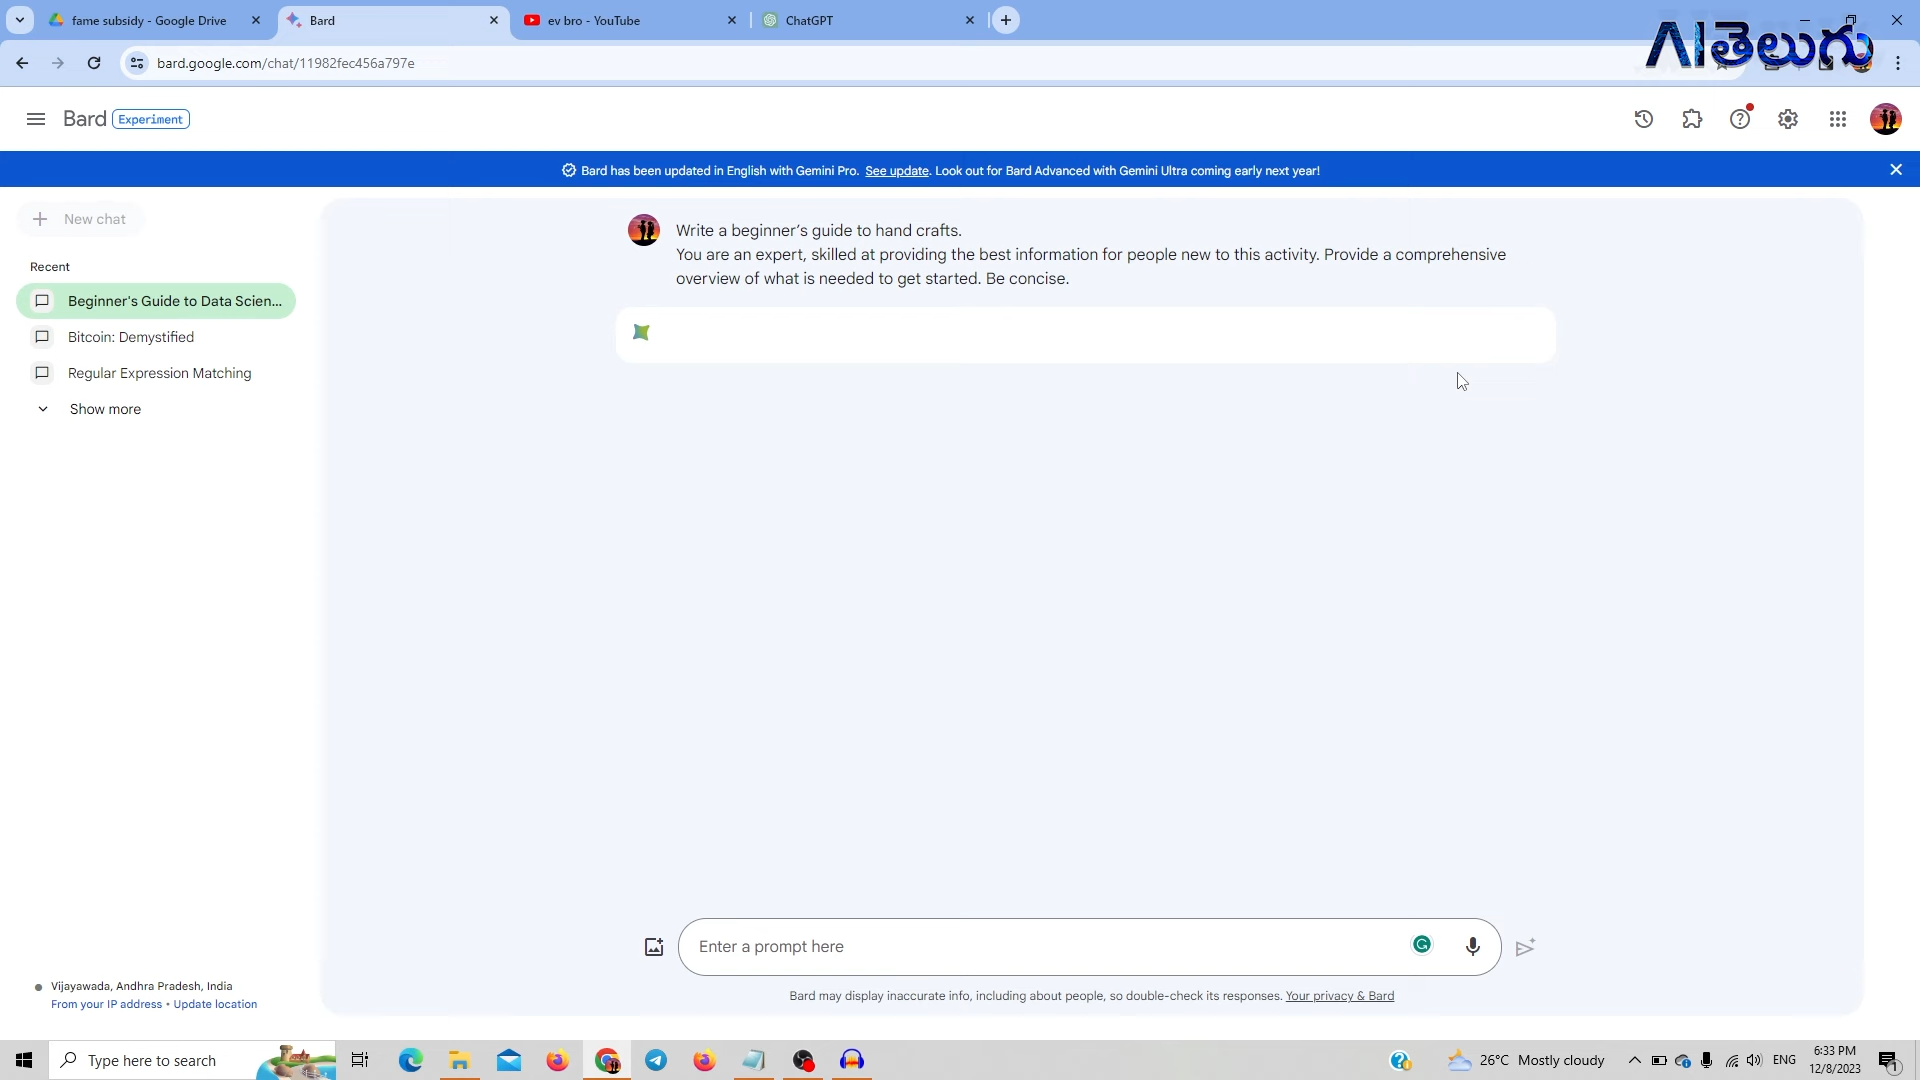 fame subsidy - Google Drive
Bard
ev bro - YouTube
ChatGPT
AIతెలుగు
bard.google.com/chat/11982fec456a797e
Bard Experiment
Bard has been updated in English with Gemini Pro. See update. Look out for Bard Advanced with Gemini Ultra coming early next year!
New chat
Recent
Beginner's Guide to Data Scien...
Bitcoin: Demystified
Regular Expression Matching
Show more
Write a beginner’s guide to hand crafts.
You are an expert, skilled at providing the best information for people new to this activity. Provide a comprehensive
overview of what is needed to get started. Be concise.
Enter a prompt here
Bard may display inaccurate info, including about people, so double-check its responses. Your privacy & Bard
Vijayawada, Andhra Pradesh, India
From your IP address • Update location
Type here to search
26°C Mostly cloudy
ENG
6:33 PM
12/8/2023
1